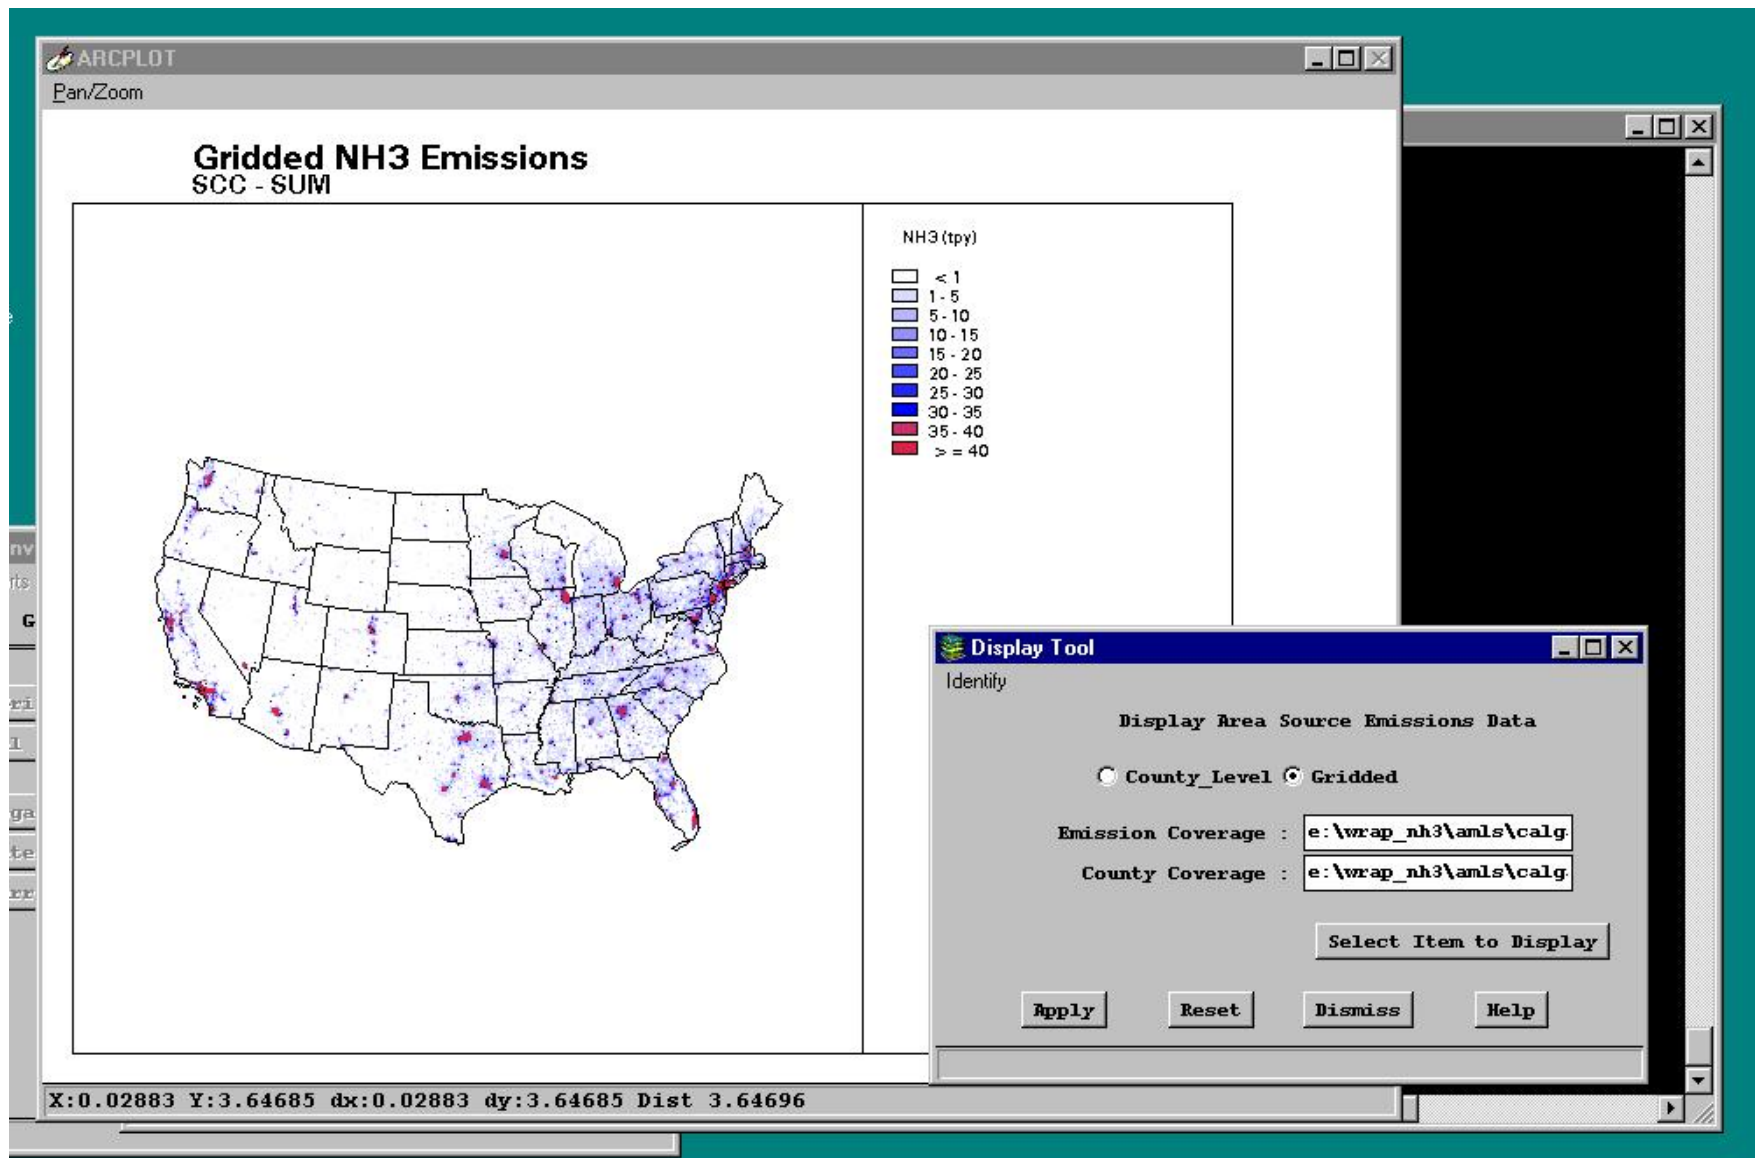 ARCPLOT
Pan/Zoom
Gridded NH3 Emissions
SCC - SUM
NH3 (tpy)
< 1
1 - 5
5 - 10
10 - 15
15 - 20
20 - 25
25 - 30
30 - 35
35 - 40
> = 40
Display Tool
Identify
Display Area Source Emissions Data
County_Level Gridded
Emission Coverage : e:\wrap_nh3\amls\calg
County Coverage : e:\wrap_nh3\amls\calg
Select Item to Display
Apply Reset Dismiss Help
X:0.02883 Y:3.64685 dx:0.02883 dy:3.64685 Dist 3.64696